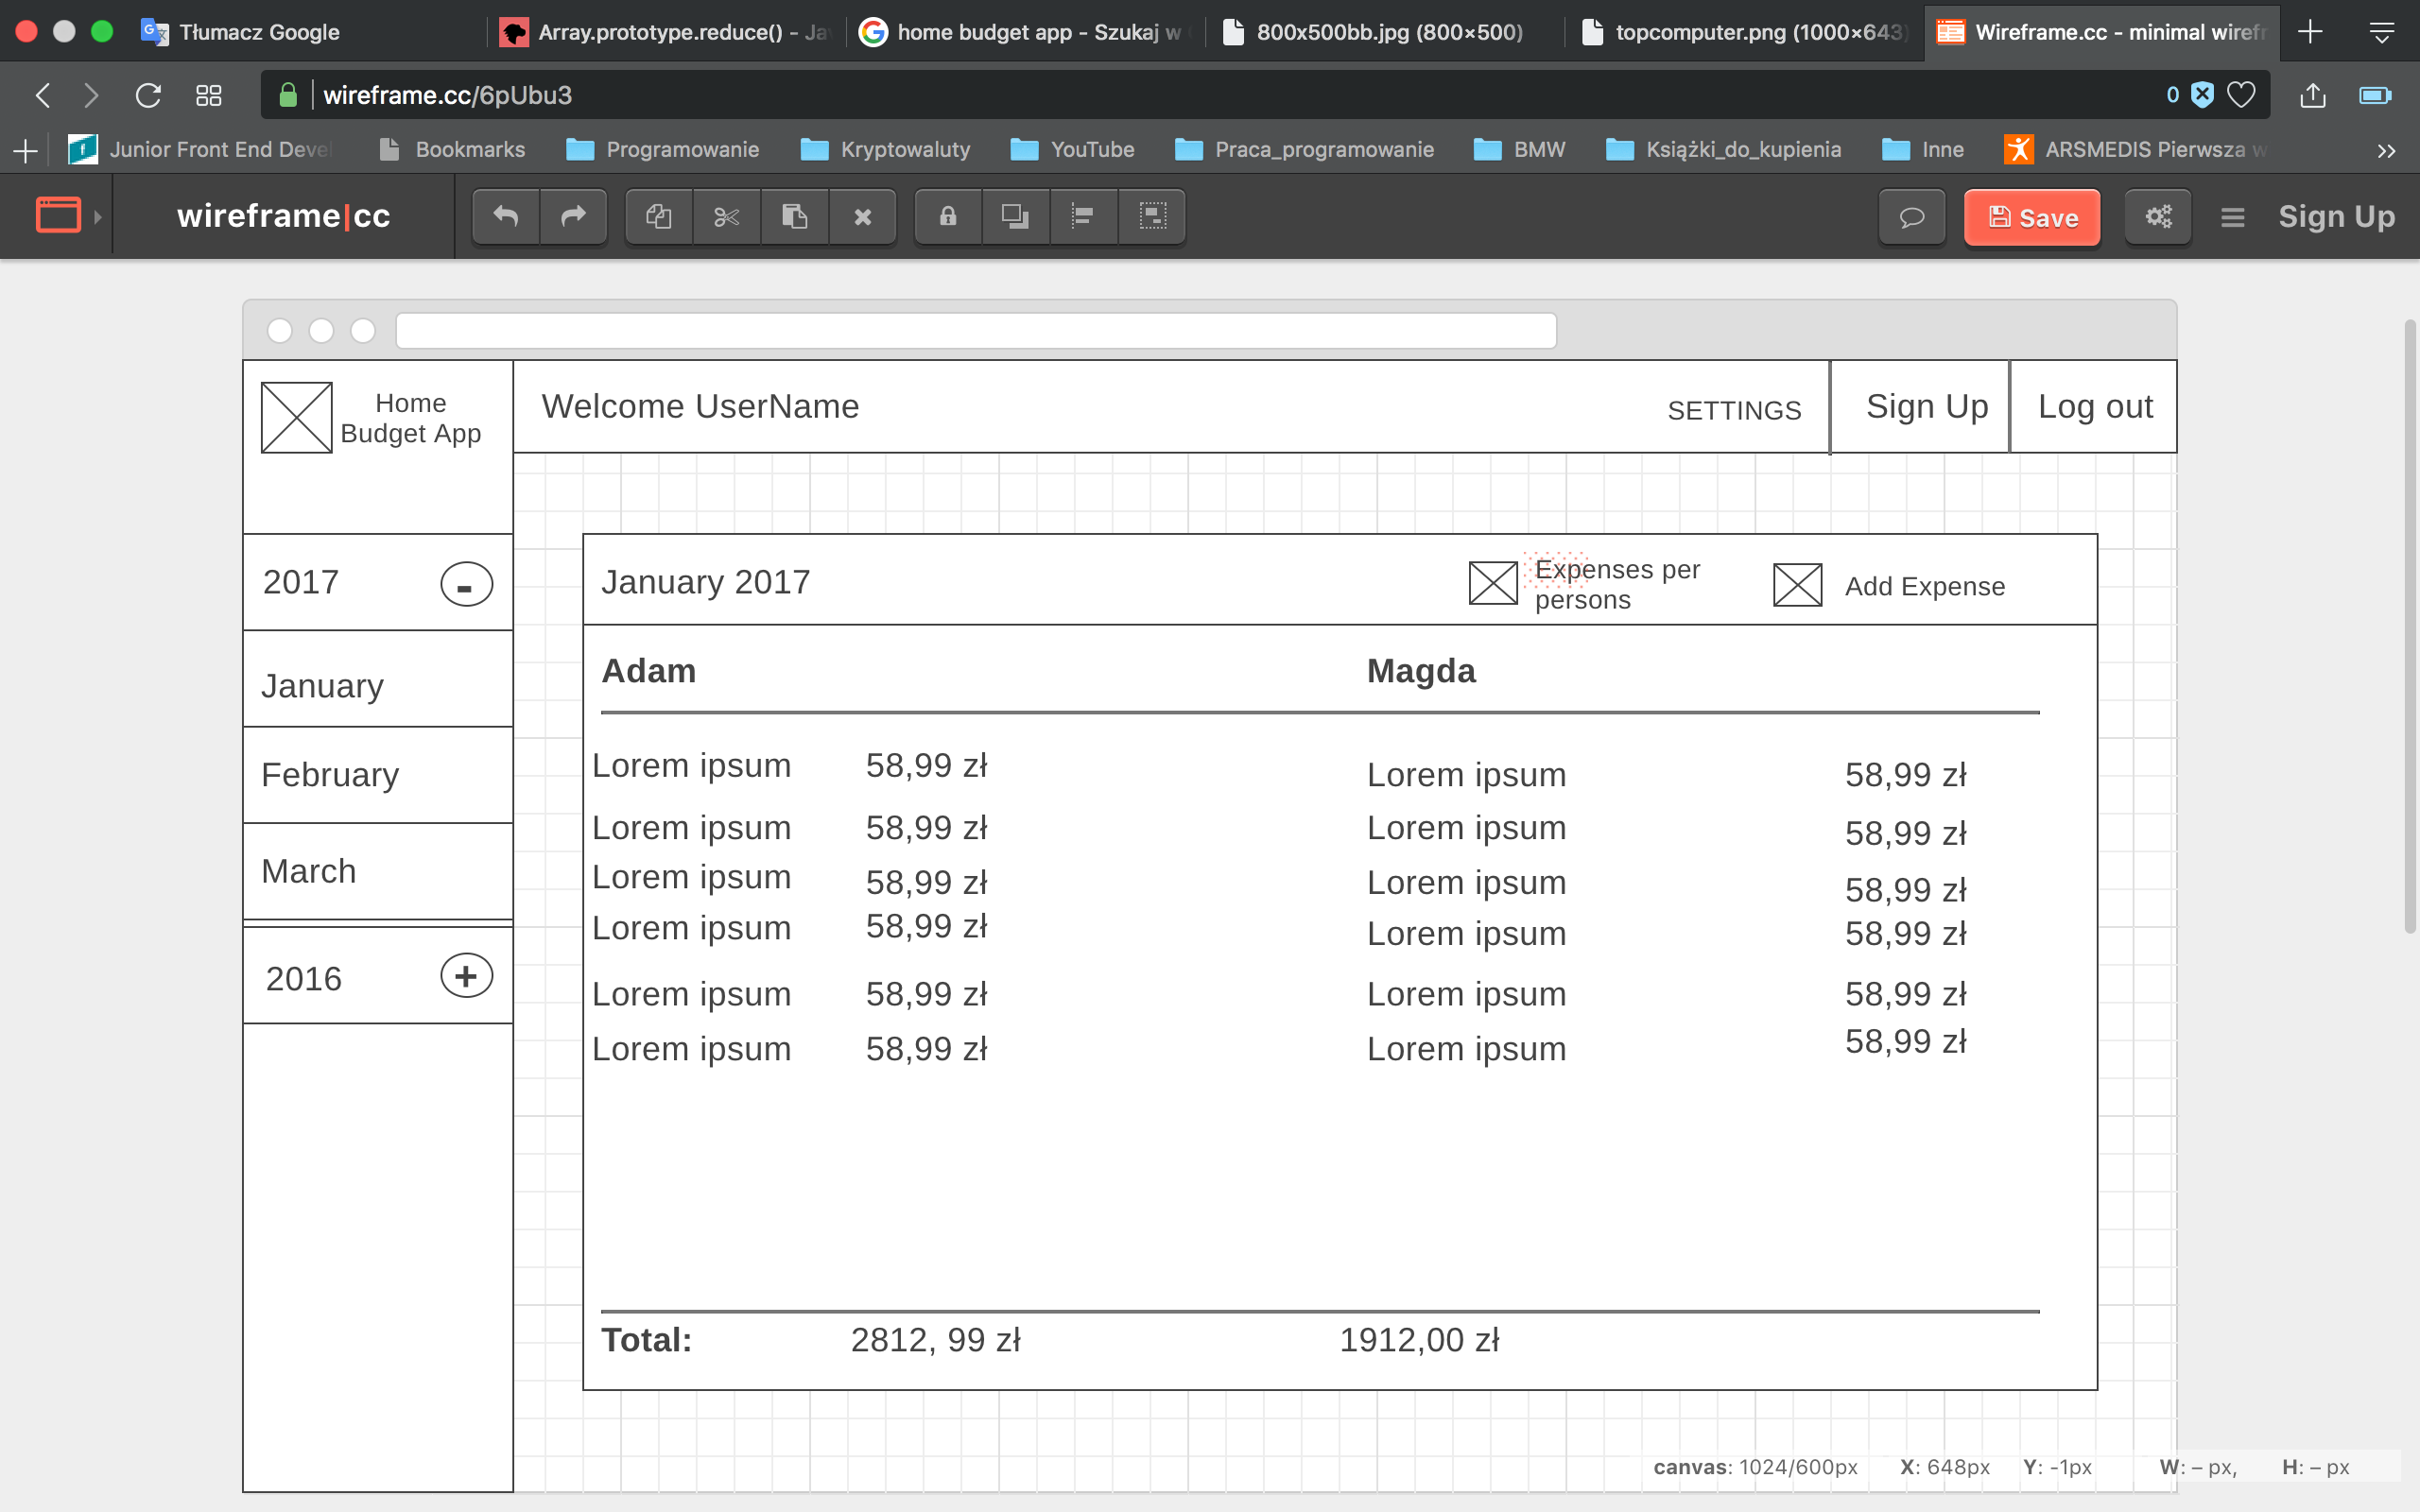 Tłumacz Google
Array.prototype.reduce() - Ja
home budget app - Szukaj w
800x500bb.jpg (800×500)
topcomputer.png (1000×643)
Wireframe.cc - minimal wirefr
wireframe.cc/6pUbu3
0
Junior Front End Deve
Bookmarks
Programowanie
Kryptowaluty
YouTube
Praca_programowanie
BMW
Książki_do_kupienia
Inne
ARSMEDIS Pierwsza w
wireframe|cc
Save
Sign Up
Home
Budget App
Welcome UserName
SETTINGS
Sign Up
Log out
2017
-
January
February
March
2016
+
January 2017
Expenses per
persons
Add Expense
Adam
Magda
Lorem ipsum 58,99 zł Lorem ipsum 58,99 zł
Lorem ipsum 58,99 zł Lorem ipsum 58,99 zł
Lorem ipsum 58,99 zł Lorem ipsum 58,99 zł
Lorem ipsum 58,99 zł Lorem ipsum 58,99 zł
Lorem ipsum 58,99 zł Lorem ipsum 58,99 zł
Lorem ipsum 58,99 zł Lorem ipsum 58,99 zł
Total: 2812, 99 zł 1912,00 zł
canvas: 1024/600px X: 648px Y: -1px W: – px, H: – px